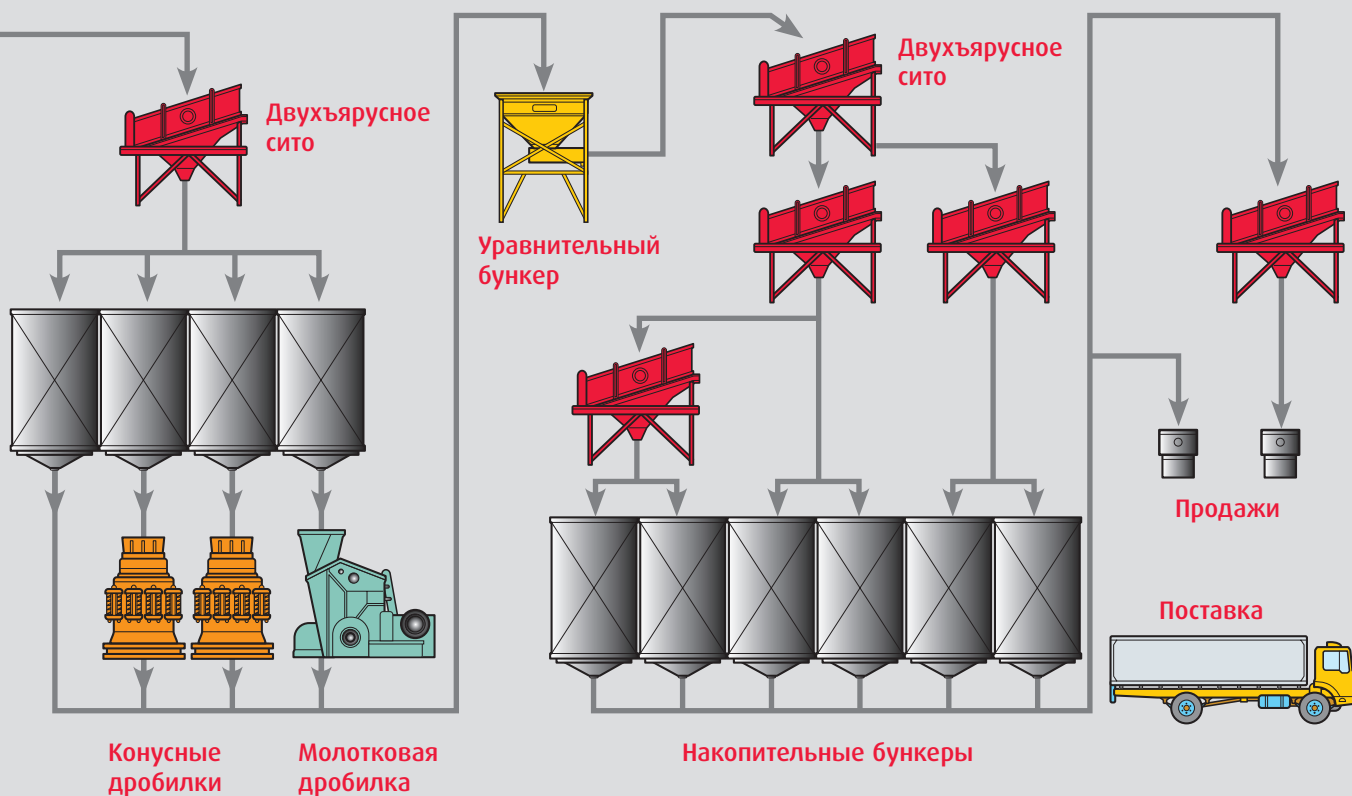 Двухъярусное
сито
Уравнительный
бункер
Двухъярусное
сито
Продажи
Поставка
Конусные
дробилки
Молотковая
дробилка
Накопительные бункеры